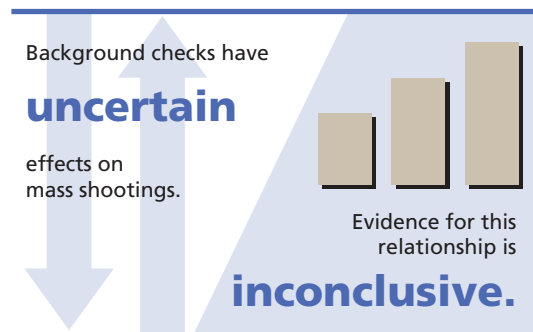 Background checks have
uncertain
effects on
mass shootings.
Evidence for this
relationship is
inconclusive.